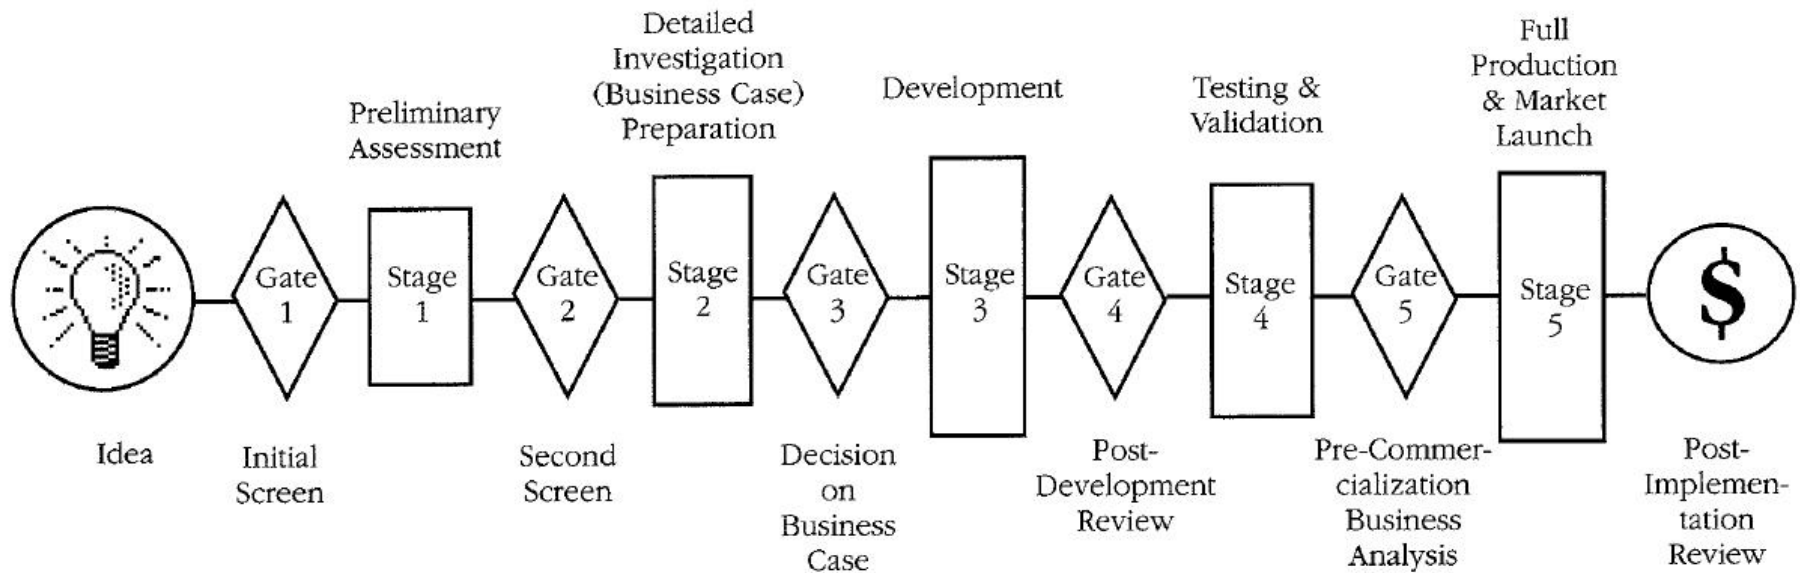 Preliminary
Assessment
Detailed
Investigation
(Business Case)
Preparation
Development
Testing &
Validation
Full
Production
& Market
Launch
Gate
1
Stage
1
Gate
2
Stage
2
Gate
3
Stage
3
Gate
4
Stage
4
Gate
5
Stage
5
$
Idea
Initial
Screen
Second
Screen
Decision
on
Business
Case
Post-
Development
Review
Pre-Commer-
cialization
Business
Analysis
Post-
Implemen-
tation
Review